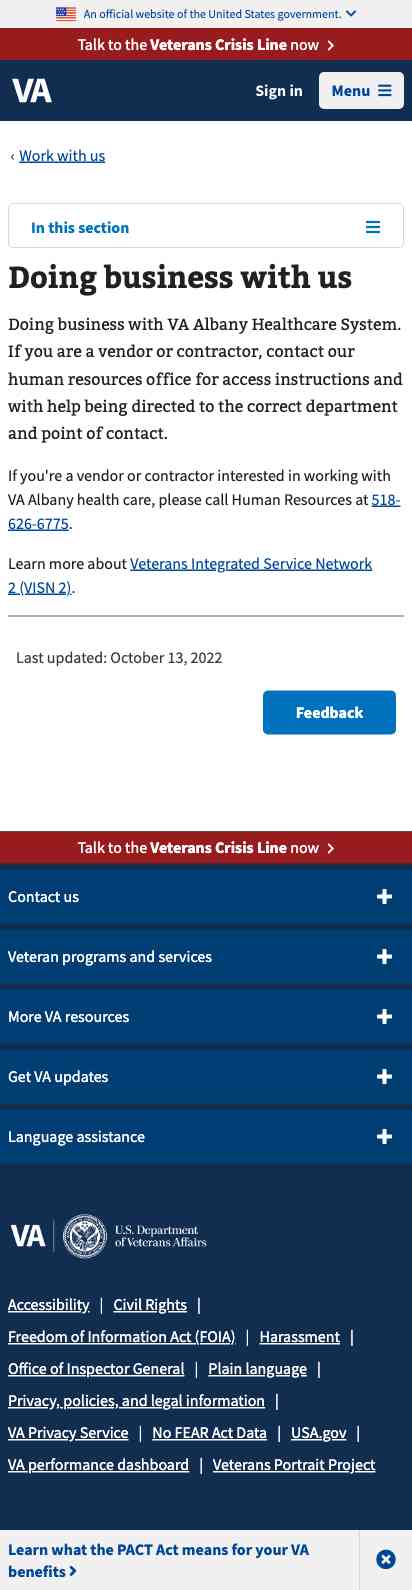 An official website of the United States government.
Talk to the Veterans Crisis Line now
VA
Sign in
Menu
‹ Work with us
In this section
Doing business with us
Doing business with VA Albany Healthcare System.
If you are a vendor or contractor, contact our
human resources office for access instructions and
with help being directed to the correct department
and point of contact.
If you're a vendor or contractor interested in working with
VA Albany health care, please call Human Resources at 518-
626-6775.
Learn more about Veterans Integrated Service Network
2 (VISN 2).
Last updated: October 13, 2022
Feedback
Talk to the Veterans Crisis Line now
Contact us
Veteran programs and services
More VA resources
Get VA updates
Language assistance
VA
U.S. Department
of Veterans Affairs
Accessibility | Civil Rights |
Freedom of Information Act (FOIA) | Harassment |
Office of Inspector General | Plain language |
Privacy, policies, and legal information |
VA Privacy Service | No FEAR Act Data | USA.gov |
VA performance dashboard | Veterans Portrait Project
Learn what the PACT Act means for your VA
benefits